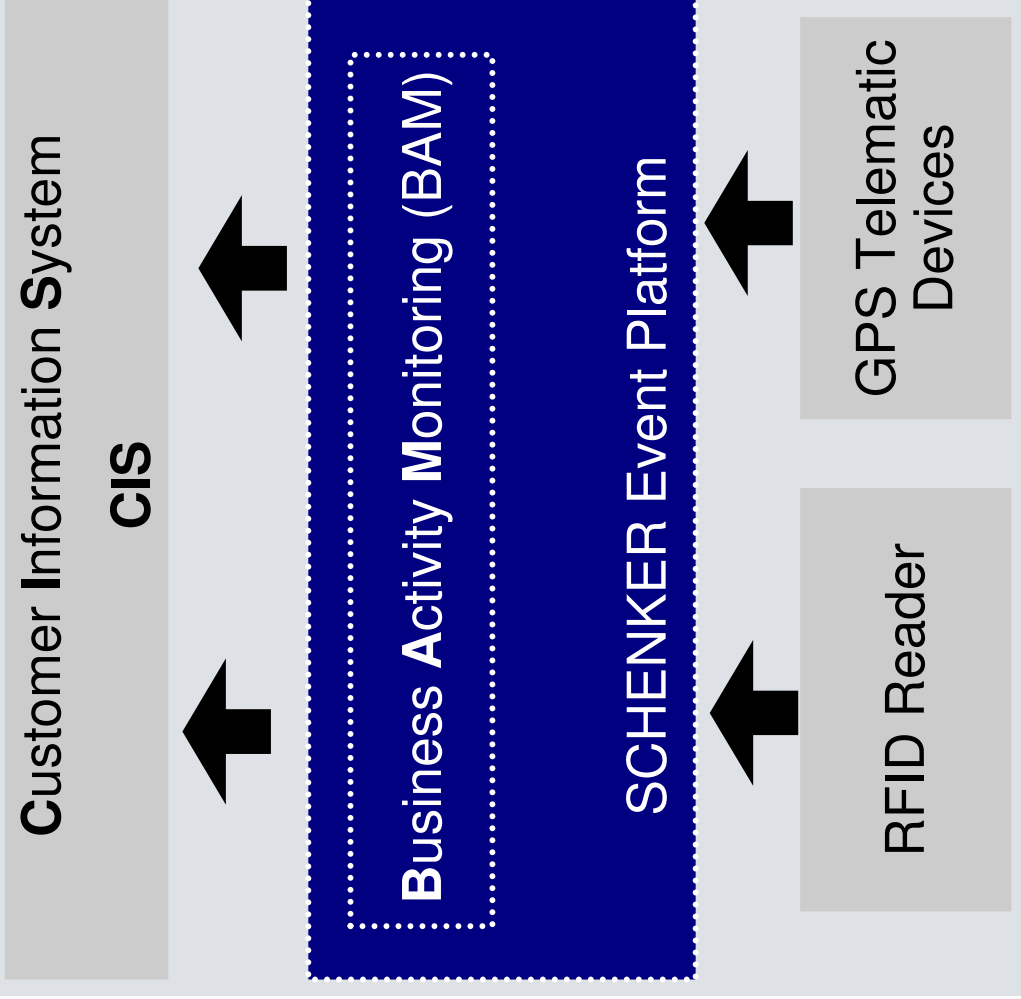 Customer Information System
CIS
Business Activity Monitoring (BAM)
SCHENKER Event Platform
RFID Reader
GPS Telematic
Devices